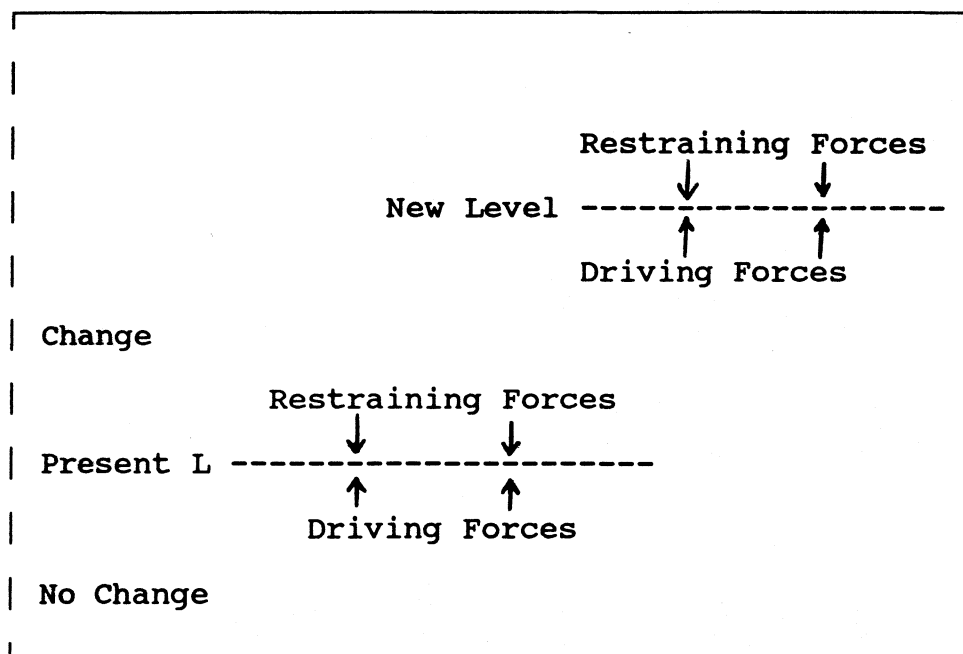 Restraining Forces
New Level
Driving Forces
Change
Restraining Forces
Present L
Driving Forces
No Change